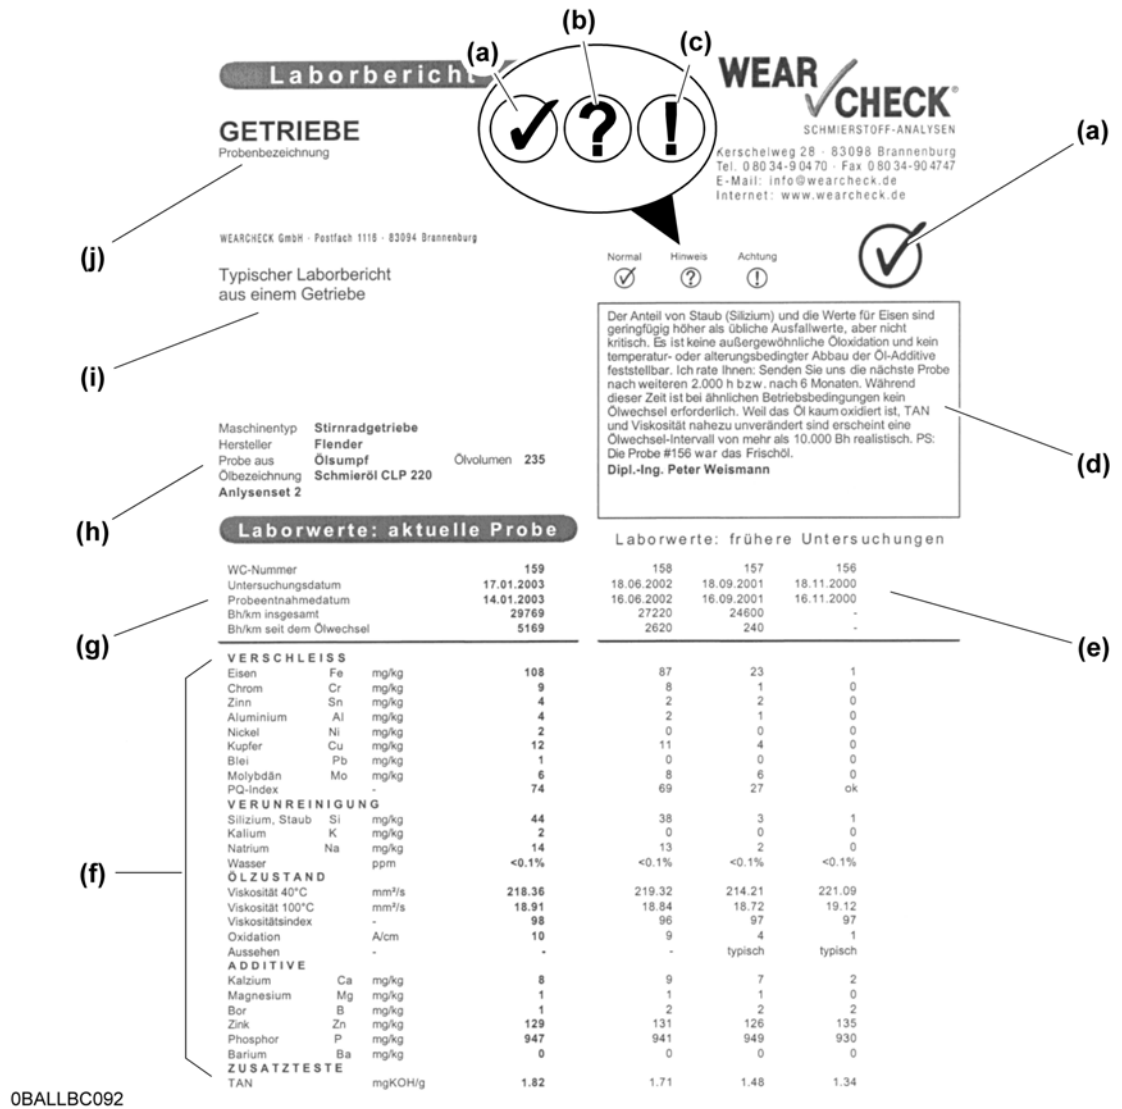 (b)
(a)
(c)
Laborbericht
WEAR
CHECK®
SCHMIERSTOFF-ANALYSEN
✓ ? !
GETRIEBE
Probenbezeichnung
Kerschelweg 28 · 83098 Brannenburg
Tel. 08034-90470 · Fax 08034-904747
E-Mail: info@wearcheck.de
Internet: www.wearcheck.de
(a)
(j)
WEARCHECK GmbH - Postfach 1116 - 83094 Brannenburg
Typischer Laborbericht
aus einem Getriebe
(i)
Normal Hinweis Achtung
✓ ? !
Der Anteil von Staub (Silizium) und die Werte für Eisen sind
geringfügig höher als übliche Ausfallwerte, aber nicht
kritisch. Es ist keine außergewöhnliche Öloxidation und kein
temperatur- oder alterungsbedingter Abbau der Öl-Additive
feststellbar. Ich rate Ihnen: Senden Sie uns die nächste Probe
nach weiteren 2.000 h bzw. nach 6 Monaten. Während
dieser Zeit ist bei ähnlichen Betriebsbedingungen kein
Ölwechsel erforderlich. Weil das Öl kaum oxidiert ist, TAN
und Viskosität nahezu unverändert sind erscheint eine
Ölwechsel-Intervall von mehr als 10.000 Bh realistisch. PS:
Die Probe #156 war das Frischöl.
Dipl.-Ing. Peter Weismann
(d)
Maschinentyp Stirnradgetriebe
Hersteller Flender
Probe aus Ölsumpf Ölvolumen 235
Ölbezeichnung Schmieröl CLP 220
Anlysenset 2
(h)
Laborwerte: aktuelle Probe
Laborwerte: frühere Untersuchungen
WC-Nummer 159 158 157 156
Untersuchungsdatum 17.01.2003 18.06.2002 18.09.2001 18.11.2000
Probeentnahmedatum 14.01.2003 16.06.2002 16.09.2001 16.11.2000
Bh/km insgesamt 29769 27220 24600 -
Bh/km seit dem Ölwechsel 5169 2620 240 -
(g)
(e)
VERSCHLEISS
Eisen Fe mg/kg 108 87 23 1
Chrom Cr mg/kg 9 8 1 0
Zinn Sn mg/kg 4 2 2 0
Aluminium Al mg/kg 4 2 1 0
Nickel Ni mg/kg 2 0 0 0
Kupfer Cu mg/kg 12 11 4 0
Blei Pb mg/kg 1 0 0 0
Molybdän Mo mg/kg 6 8 6 0
PQ-Index - 74 69 27 ok
VERUNREINIGUNG
Silizium, Staub Si mg/kg 44 38 3 1
Kalium K mg/kg 2 0 0 0
Natrium Na mg/kg 14 13 2 0
Wasser ppm <0.1% <0.1% <0.1% <0.1%
(f)
ÖLZUSTAND
Viskosität 40°C mm²/s 218.36 219.32 214.21 221.09
Viskosität 100°C mm²/s 18.91 18.84 18.72 19.12
Viskositätsindex - 98 96 97 97
Oxidation A/cm 10 9 4 1
Aussehen - - - typisch typisch
ADDITIVE
Kalzium Ca mg/kg 8 9 7 2
Magnesium Mg mg/kg 1 1 1 0
Bor B mg/kg 1 2 2 2
Zink Zn mg/kg 129 131 126 135
Phosphor P mg/kg 947 941 949 930
Barium Ba mg/kg 0 0 0 0
ZUSATZTESTE
TAN mgKOH/g 1.82 1.71 1.48 1.34
0BALLBC092